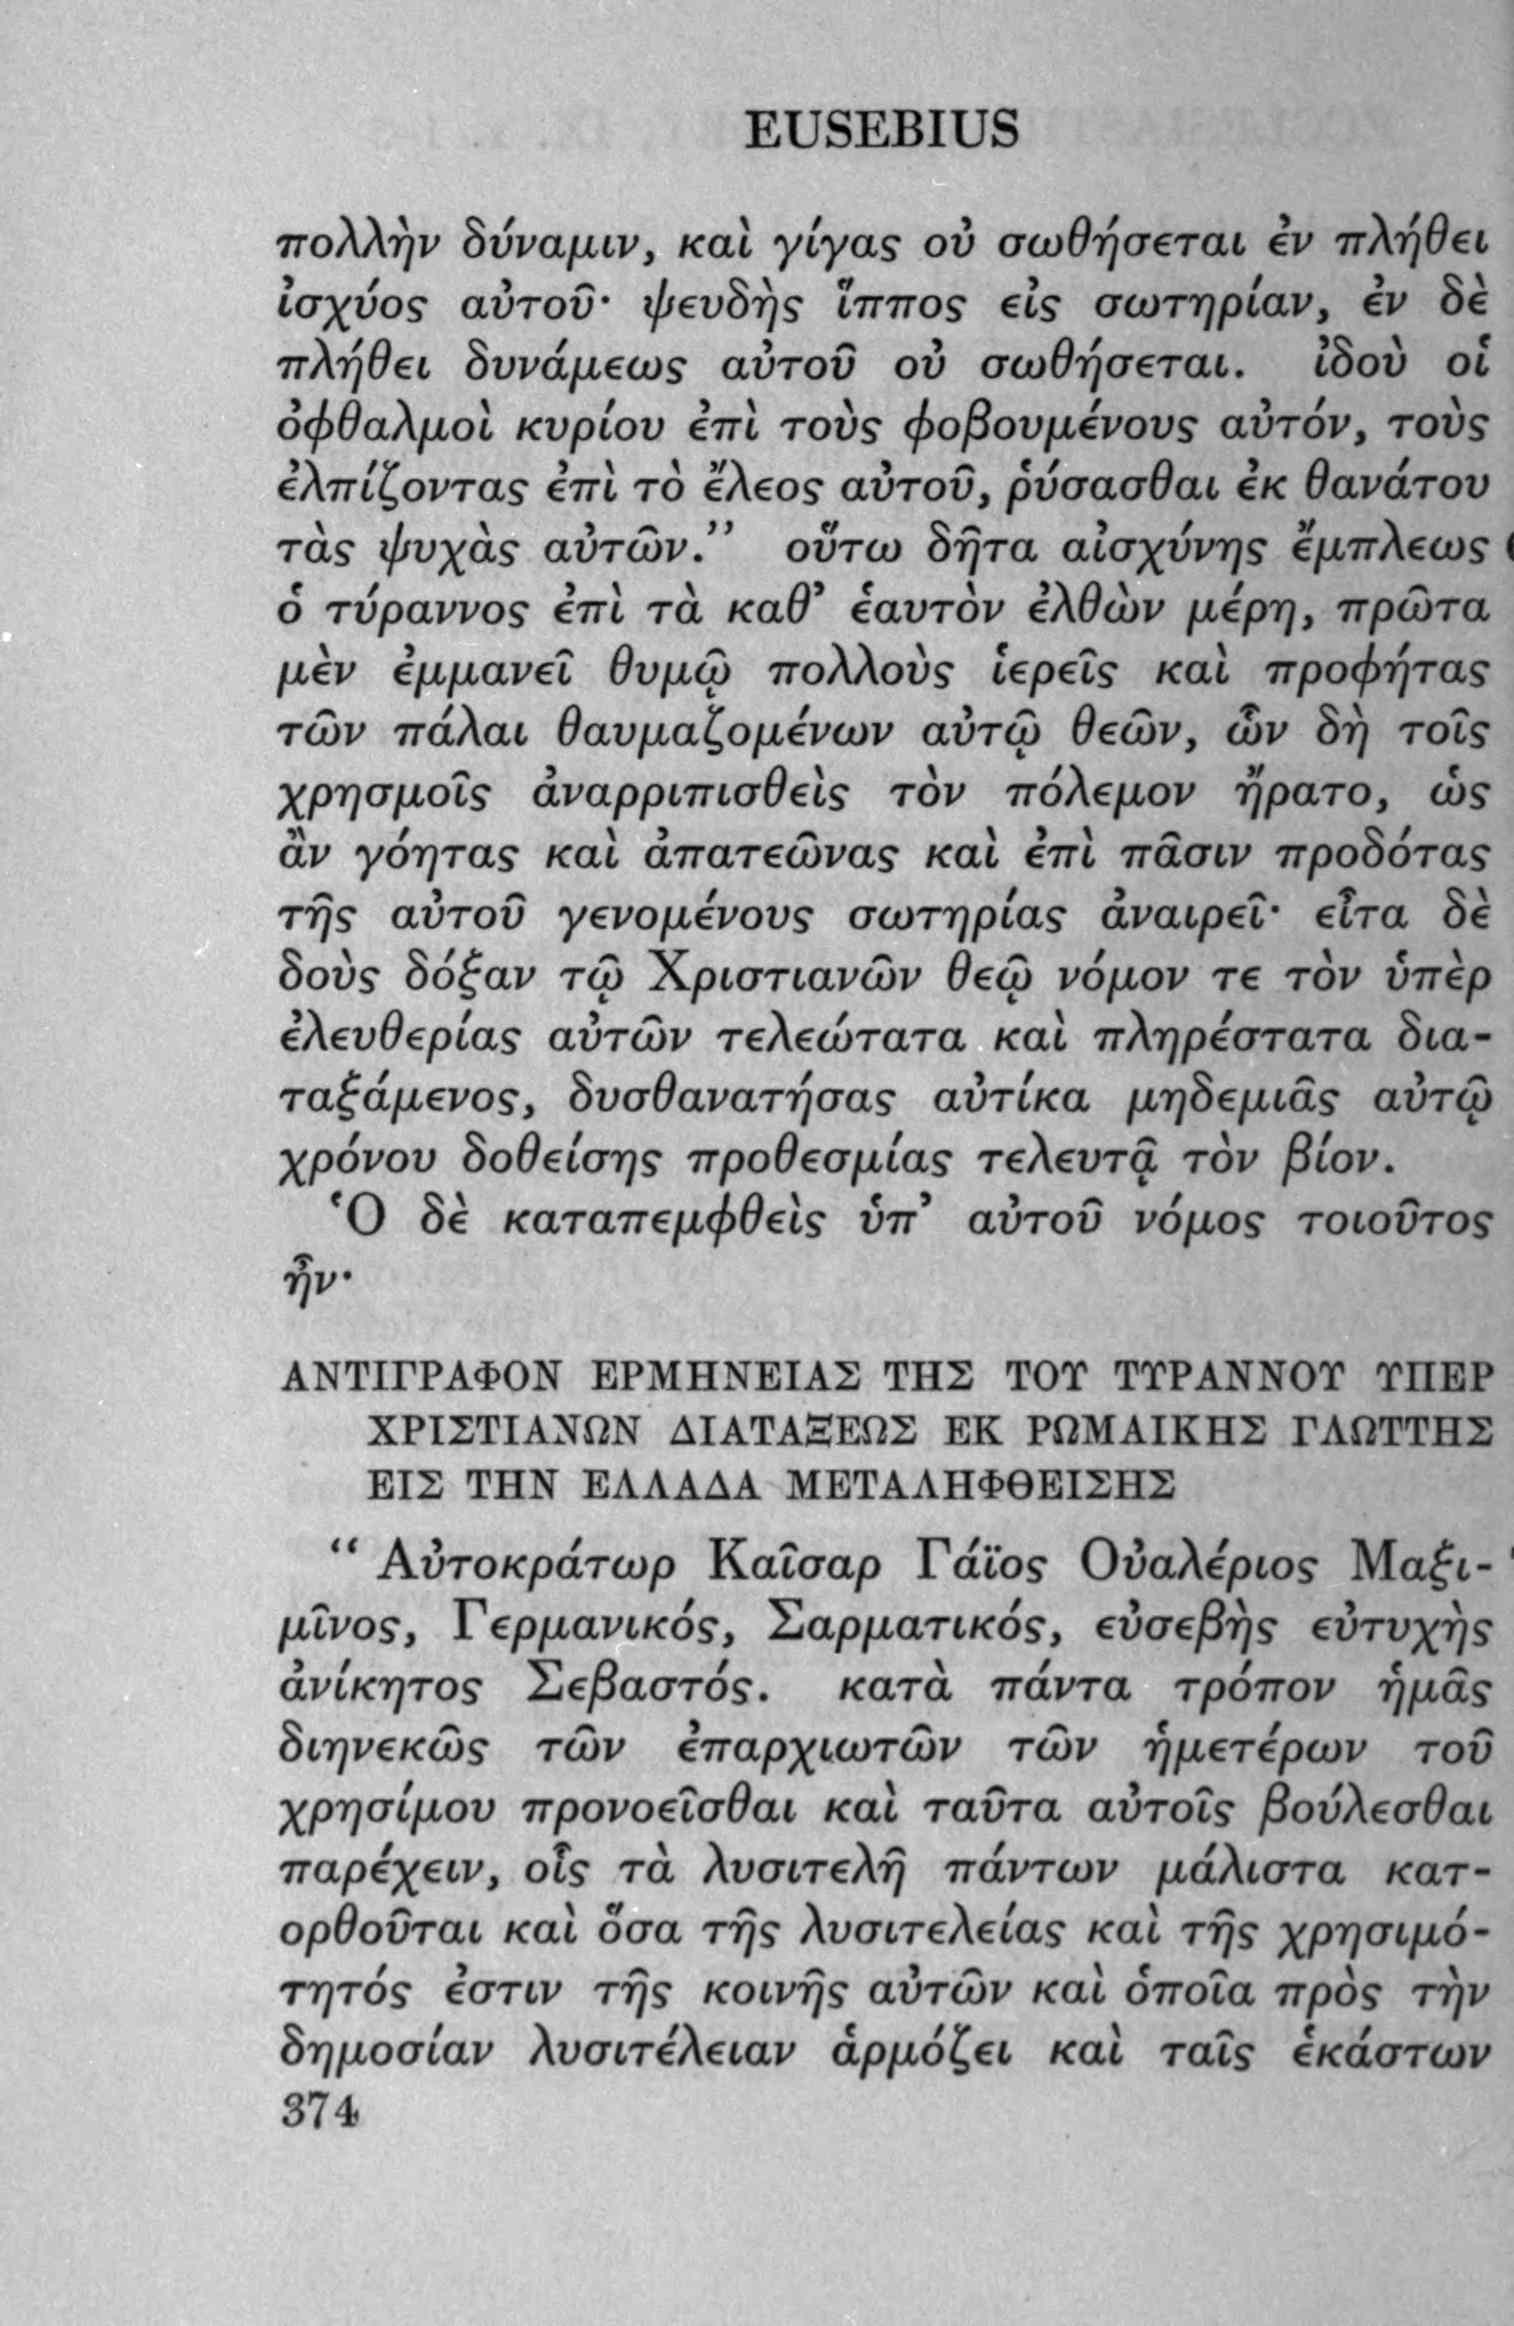 EUSEBIUS
πολλὴν δύναμιν, καὶ γίγας οὐ σωθήσεται ἐν πλήθει
ἰσχύος αὐτοῦ· ψευδὴς ἵππος εἰς σωτηρίαν, ἐν δὲ
πλήθει δυνάμεως αὐτοῦ οὐ σωθήσεται. ἰδοὺ οἱ
ὀφθαλμοὶ κυρίου ἐπὶ τοὺς φοβουμένους αὐτόν, τοὺς
ἐλπίζοντας ἐπὶ τὸ ἔλεος αὐτοῦ, ῥύσασθαι ἐκ θανάτου
τὰς ψυχὰς αὐτῶν.” οὕτω δῆτα αἰσχύνης ἔμπλεως
ὁ τύραννος ἐπὶ τὰ καθ’ ἑαυτὸν ἐλθὼν μέρη, πρῶτα
μὲν ἐμμανεῖ θυμῷ πολλοὺς ἱερεῖς καὶ προφήτας
τῶν πάλαι θαυμαζομένων αὐτῷ θεῶν, ὧν δὴ τοῖς
χρησμοῖς ἀναρριπισθεὶς τὸν πόλεμον ἤρατο, ὡς
ἂν γόητας καὶ ἀπατεῶνας καὶ ἐπὶ πᾶσιν προδότας
τῆς αὐτοῦ γενομένους σωτηρίας ἀναιρεῖ· εἶτα δὲ
δοὺς δόξαν τῷ Χριστιανῶν θεῷ νόμον τε τὸν ὑπὲρ
ἐλευθερίας αὐτῶν τελεώτατα καὶ πληρέστατα δια-
ταξάμενος, δυσθανατήσας αὐτίκα μηδεμιᾶς αὐτῷ
χρόνου δοθείσης προθεσμίας τελευτᾷ τὸν βίον.
Ὁ δὲ καταπεμφθεὶς ὑπ’ αὐτοῦ νόμος τοιοῦτος
ἦν·
ΑΝΤΙΓΡΑΦΟΝ ΕΡΜΗΝΕΙΑΣ ΤΗΣ ΤΟΥ ΤΥΡΑΝΝΟΥ ΥΠΕΡ
ΧΡΙΣΤΙΑΝΩΝ ΔΙΑΤΑΞΕΩΣ ΕΚ ΡΩΜΑΙΚΗΣ ΓΛΩΤΤΗΣ
ΕΙΣ ΤΗΝ ΕΛΛΑΔΑ ΜΕΤΑΛΗΦΘΕΙΣΗΣ
“ Αὐτοκράτωρ Καῖσαρ Γάϊος Οὐαλέριος Μαξι-
μῖνος, Γερμανικός, Σαρματικός, εὐσεβὴς εὐτυχὴς
ἀνίκητος Σεβαστός. κατὰ πάντα τρόπον ἡμᾶς
διηνεκῶς τῶν ἐπαρχιωτῶν τῶν ἡμετέρων τοῦ
χρησίμου προνοεῖσθαι καὶ ταῦτα αὐτοῖς βούλεσθαι
παρέχειν, οἷς τὰ λυσιτελῆ πάντων μάλιστα κατ-
ορθοῦται καὶ ὅσα τῆς λυσιτελείας καὶ τῆς χρησιμό-
τητός ἐστιν τῆς κοινῆς αὐτῶν καὶ ὁποῖα πρὸς τὴν
δημοσίαν λυσιτέλειαν ἁρμόζει καὶ ταῖς ἑκάστων
374